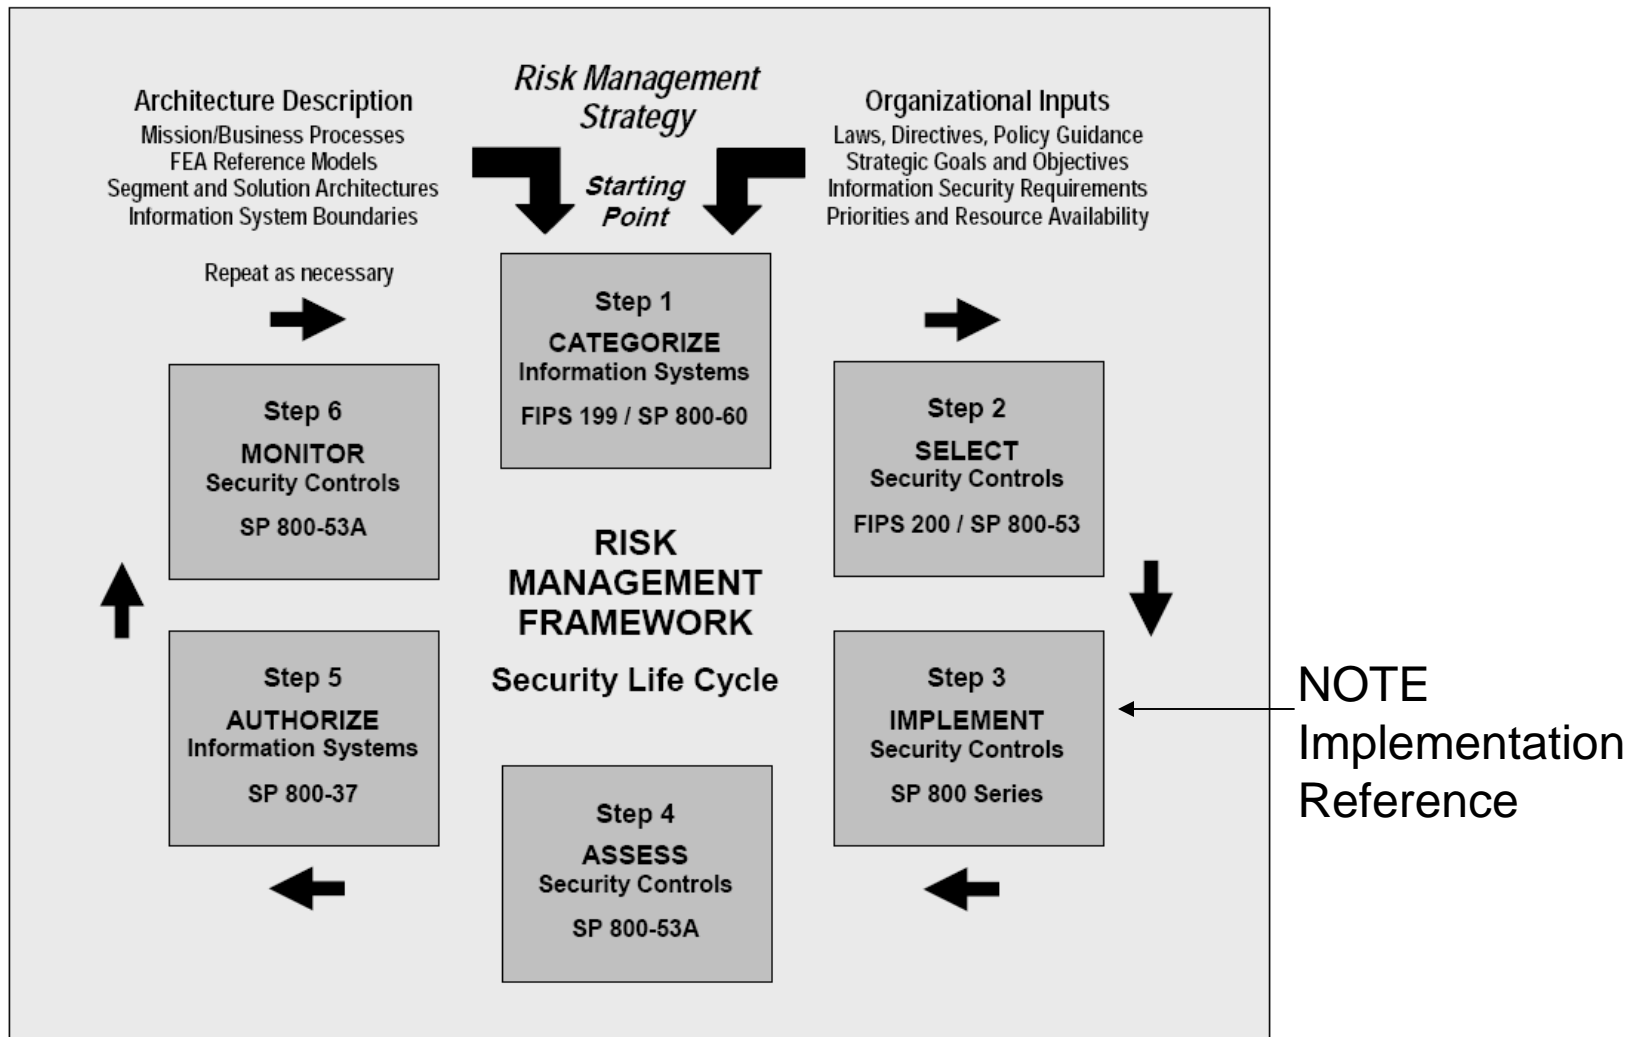 Risk Management
Strategy
Architecture Description
Mission/Business Processes
FEA Reference Models
Segment and Solution Architectures
Information System Boundaries
Starting
Point
Organizational Inputs
Laws, Directives, Policy Guidance
Strategic Goals and Objectives
Information Security Requirements
Priorities and Resource Availability
Repeat as necessary
Step 1
CATEGORIZE
Information Systems
FIPS 199 / SP 800-60
Step 2
SELECT
Security Controls
FIPS 200 / SP 800-53
Step 3
IMPLEMENT
Security Controls
SP 800 Series
Step 4
ASSESS
Security Controls
SP 800-53A
Step 5
AUTHORIZE
Information Systems
SP 800-37
Step 6
MONITOR
Security Controls
SP 800-53A
RISK
MANAGEMENT
FRAMEWORK
Security Life Cycle
NOTE
Implementation
Reference